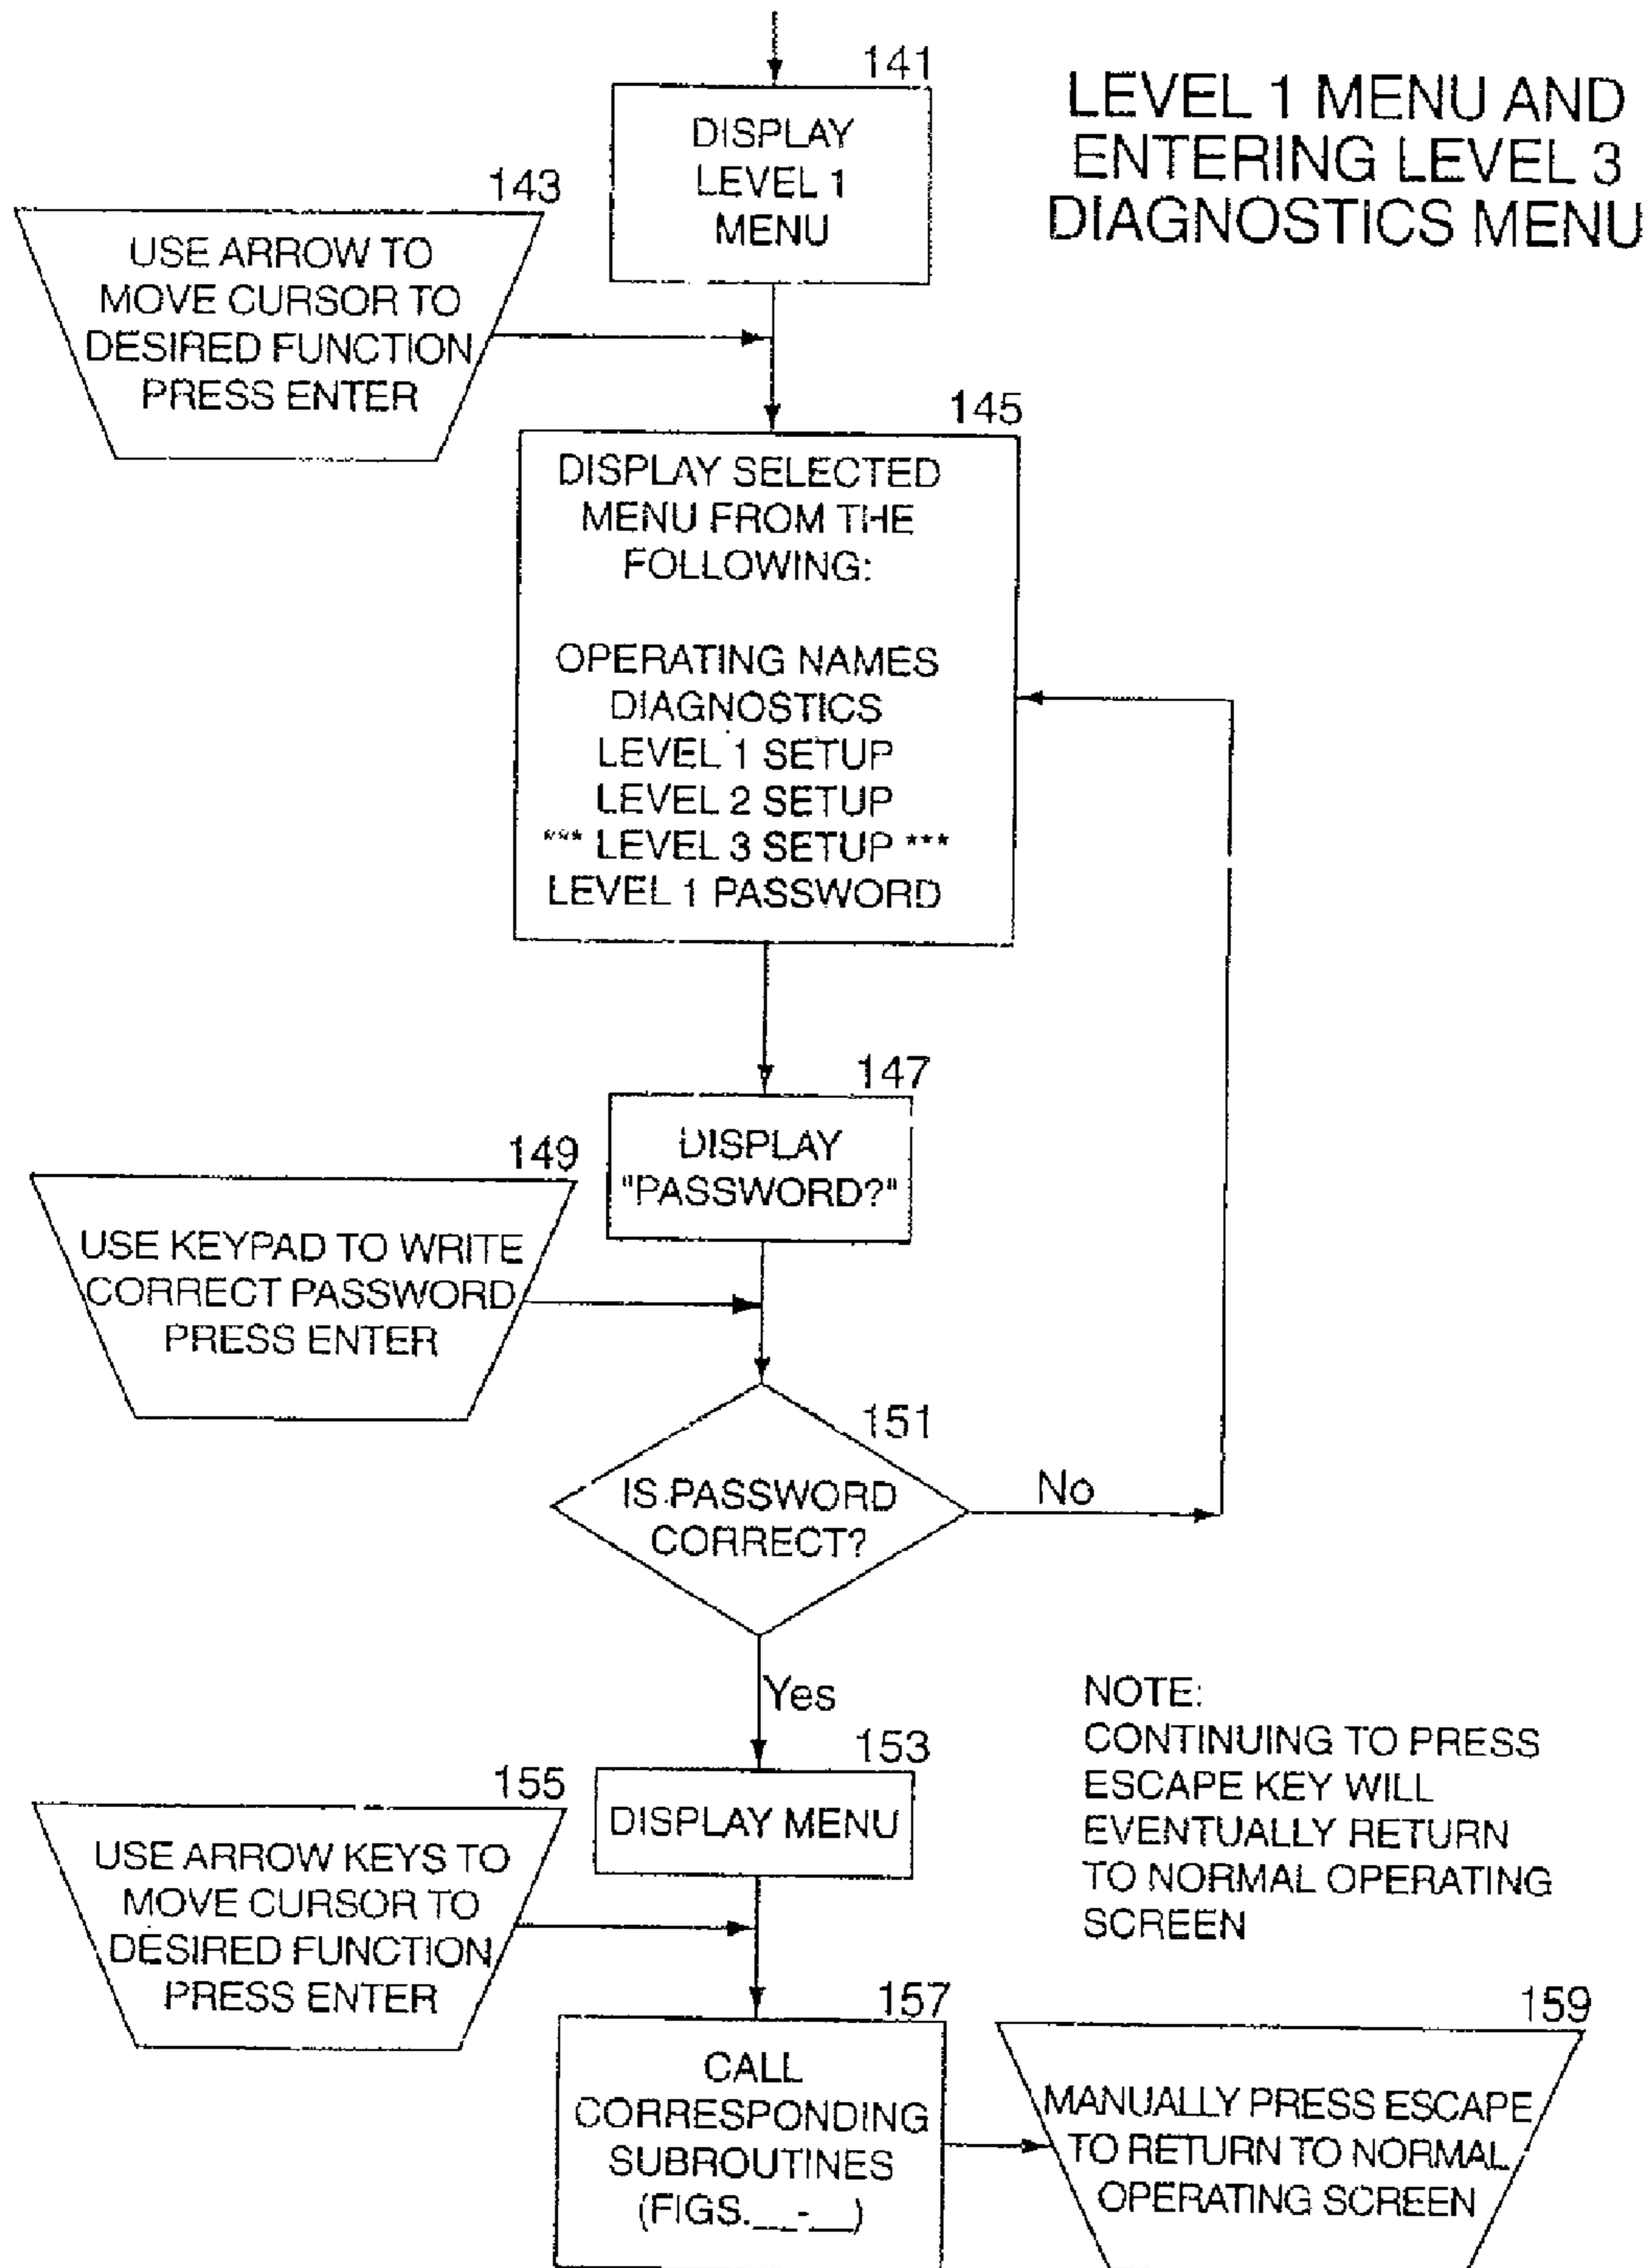 141
DISPLAY
LEVEL 1
MENU
LEVEL 1 MENU AND
ENTERING LEVEL 3
DIAGNOSTICS MENU
143
USE ARROW TO
MOVE CURSOR TO
DESIRED FUNCTION
PRESS ENTER
145
DISPLAY SELECTED
MENU FROM THE
FOLLOWING:
OPERATING NAMES
DIAGNOSTICS
LEVEL 1 SETUP
LEVEL 2 SETUP
*** LEVEL 3 SETUP ***
LEVEL 1 PASSWORD
147
DISPLAY
"PASSWORD?"
149
USE KEYPAD TO WRITE
CORRECT PASSWORD
PRESS ENTER
151
IS PASSWORD
CORRECT?
No
Yes
153
DISPLAY MENU
NOTE:
CONTINUING TO PRESS
ESCAPE KEY WILL
EVENTUALLY RETURN
TO NORMAL OPERATING
SCREEN
155
USE ARROW KEYS TO
MOVE CURSOR TO
DESIRED FUNCTION
PRESS ENTER
157
CALL
CORRESPONDING
SUBROUTINES
(FIGS.__-__)
159
MANUALLY PRESS ESCAPE
TO RETURN TO NORMAL
OPERATING SCREEN